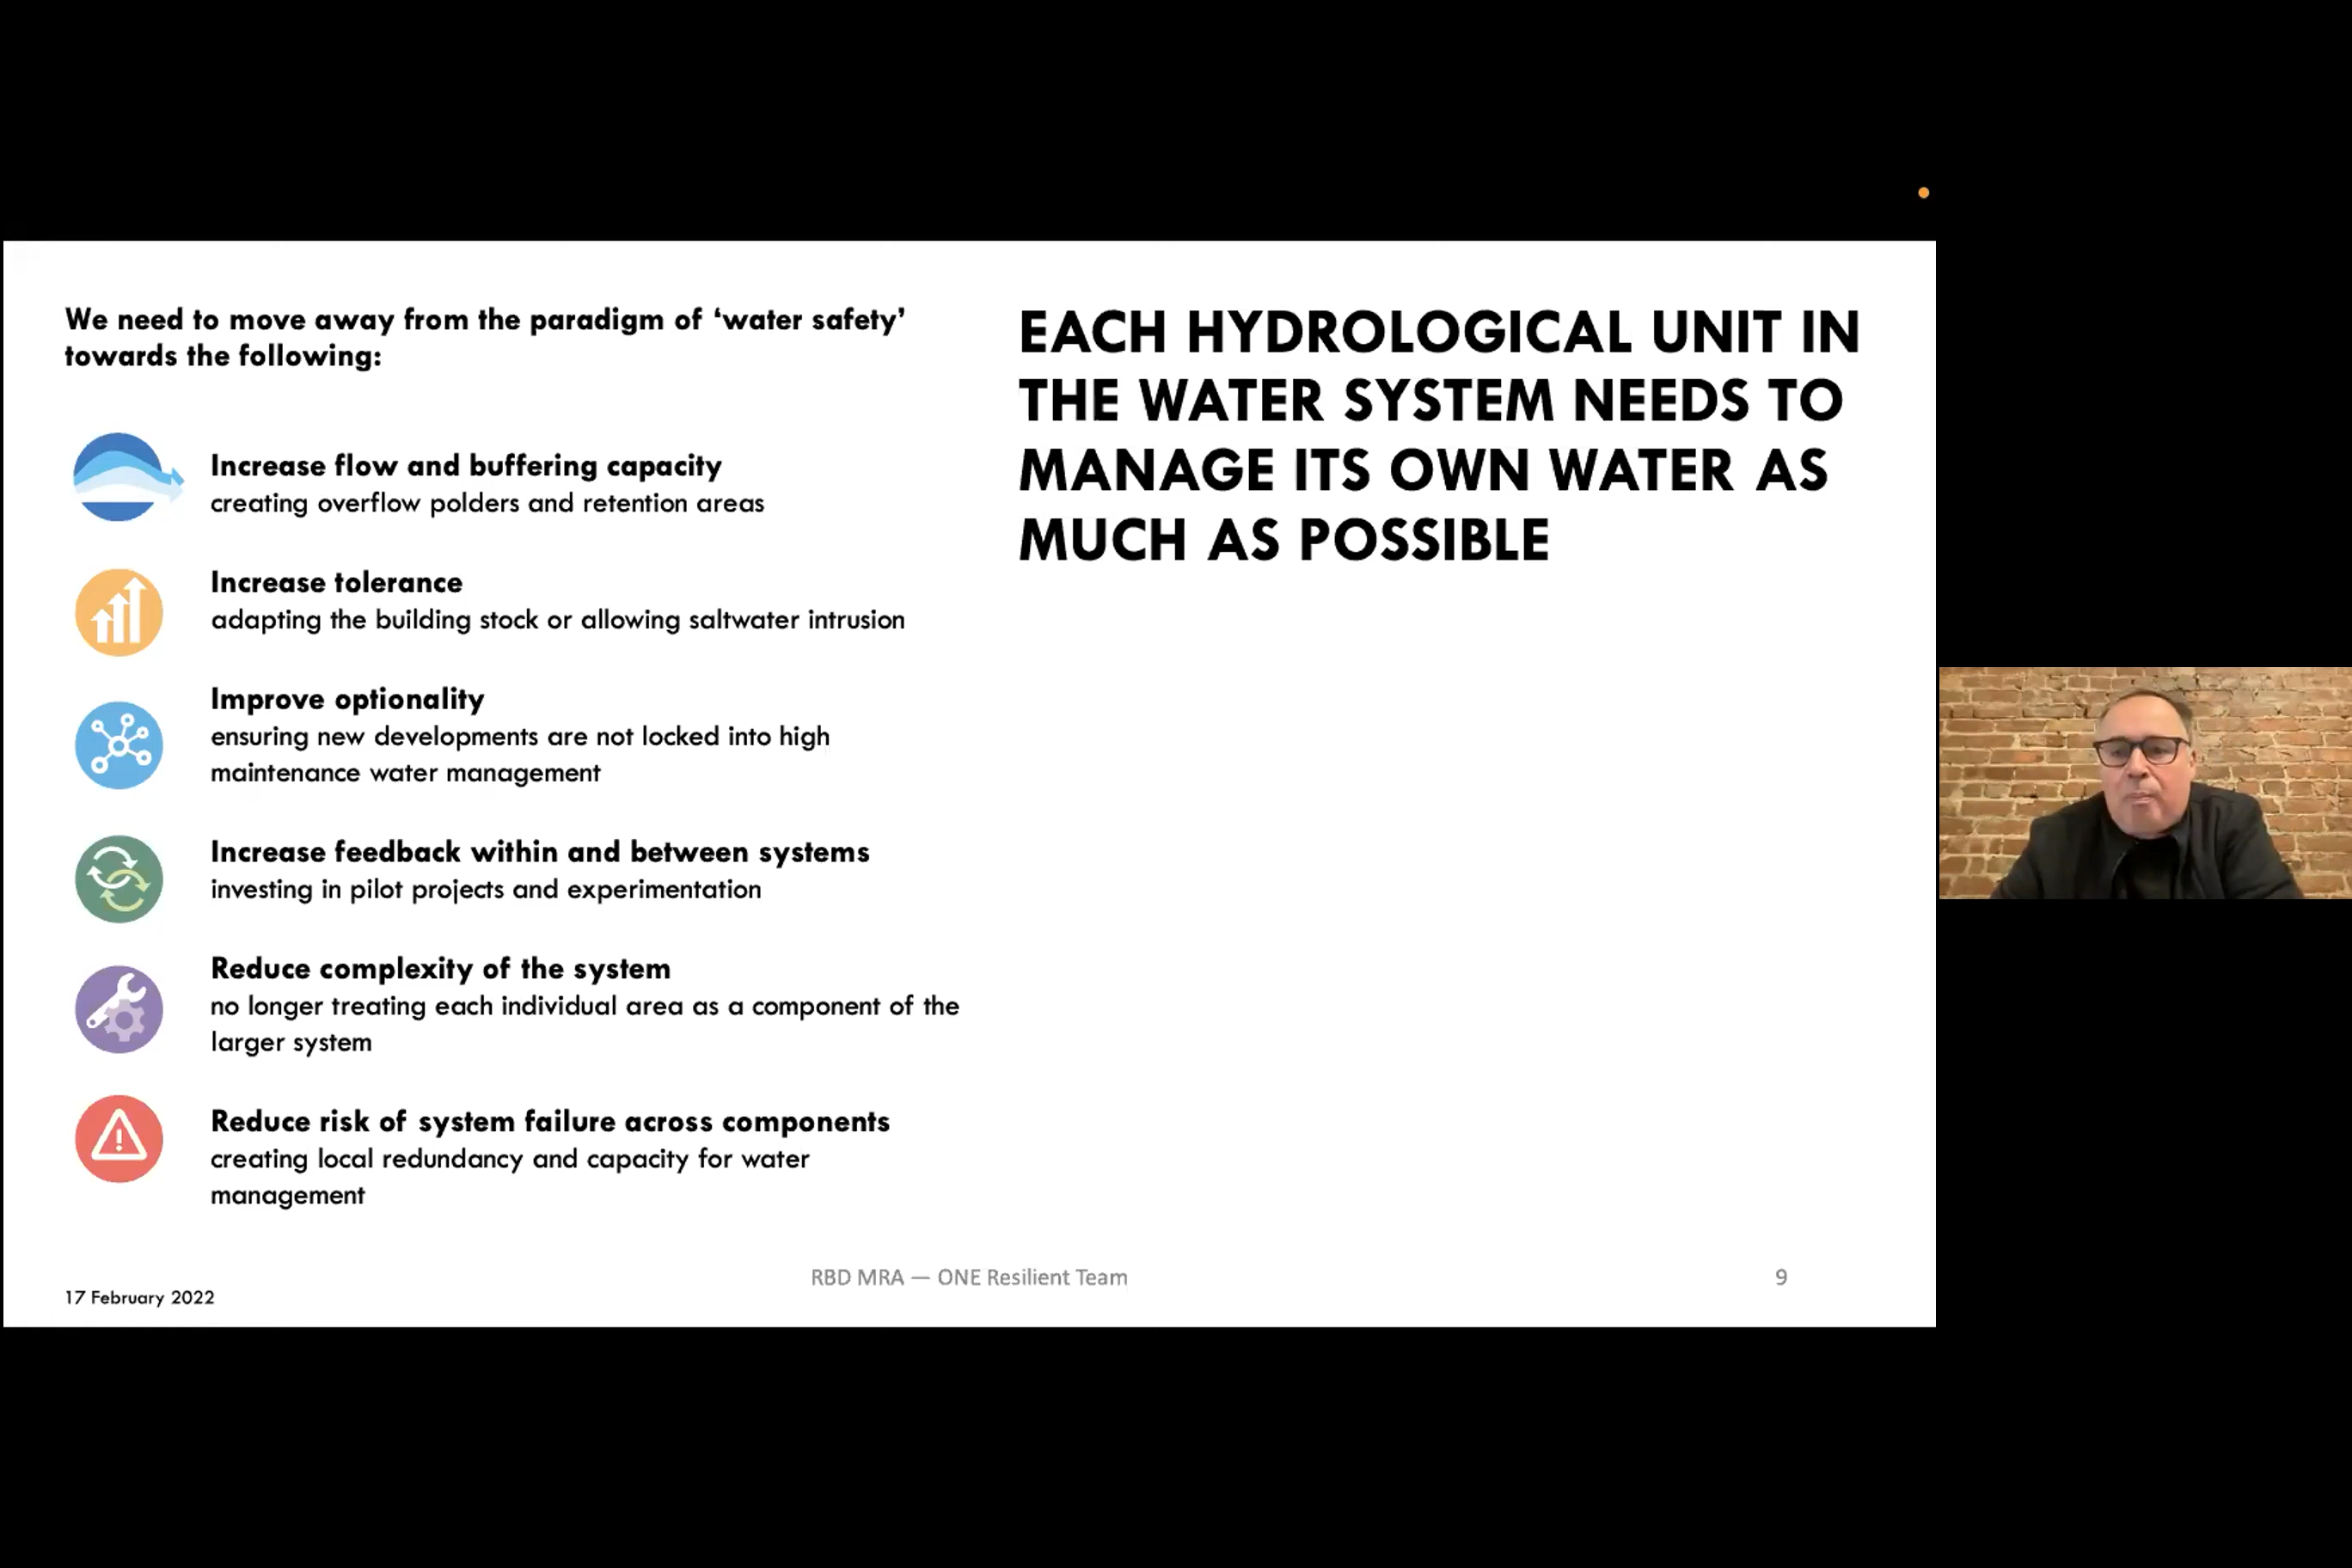 We need to move away from the paradigm of ‘water safety’
towards the following:
Increase flow and buffering capacity
creating overflow polders and retention areas
Increase tolerance
adapting the building stock or allowing saltwater intrusion
Improve optionality
ensuring new developments are not locked into high
maintenance water management
Increase feedback within and between systems
investing in pilot projects and experimentation
Reduce complexity of the system
no longer treating each individual area as a component of the
larger system
Reduce risk of system failure across components
creating local redundancy and capacity for water
management
EACH HYDROLOGICAL UNIT IN
THE WATER SYSTEM NEEDS TO
MANAGE ITS OWN WATER AS
MUCH AS POSSIBLE
17 February 2022
RBD MRA — ONE Resilient Team
9